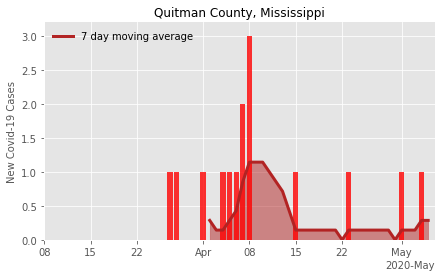 Quitman County, Mississippi
7 day moving average
New Covid-19 Cases
3.0
2.5
2.0
1.5
1.0
0.5
0.0
08 15 22 Apr 08 15 22 May
2020-May